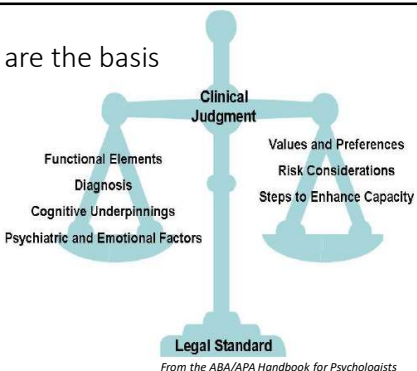 are the basis
Clinical
Judgment
Functional Elements
Diagnosis
Cognitive Underpinnings
Psychiatric and Emotional Factors
Values and Preferences
Risk Considerations
Steps to Enhance Capacity
Legal Standard
From the ABA/APA Handbook for Psychologists